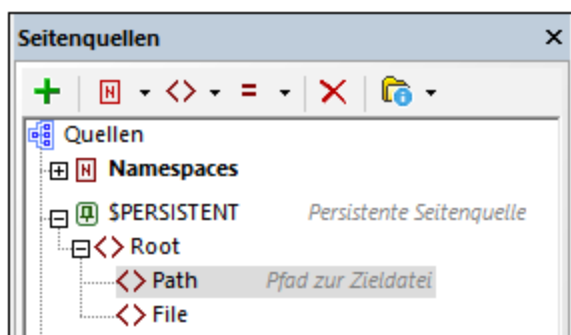 Seitenquellen
Quellen
Namespaces
$PERSISTENT Persistente Seitenquelle
Root
Path Pfad zur Zieldatei
File